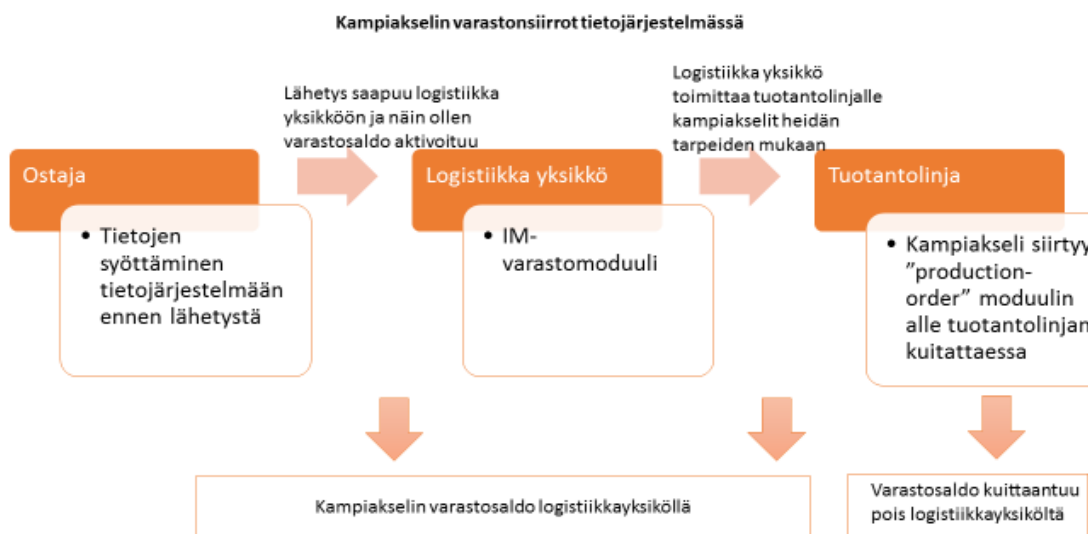 Kampiakselin varastonsiirrot tietojärjestelmässä
Lähetys saapuu logistiikka
yksikköön ja näin ollen
varastosaldo aktivoituu
Logistiikka yksikkö
toimittaa tuotantolinjalle
kampiakselit heidän
tarpeiden mukaan
Ostaja
• Tietojen
syöttäminen
tietojärjestelmään
ennen lähetystä
Logistiikka yksikkö
• IM-
varastomoduuli
Tuotantolinja
• Kampiakseli siirtyy
”production-
order” moduulin
alle tuotantolinjan
kuitattaessa
Kampiakselin varastosaldo logistiikkayksiköllä
Varastosaldo kuittaantuu
pois logistiikkayksiköltä